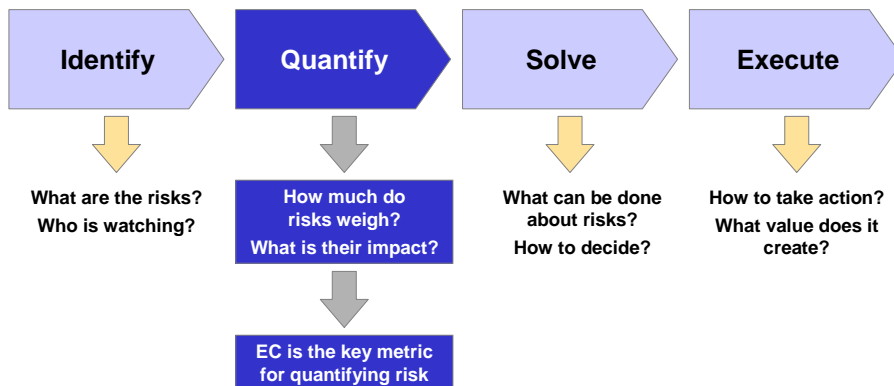 Identify
Quantify
Solve
Execute
What are the risks?
Who is watching?
How much do
risks weigh?
What is their impact?
What can be done
about risks?
How to decide?
How to take action?
What value does it
create?
EC is the key metric
for quantifying risk